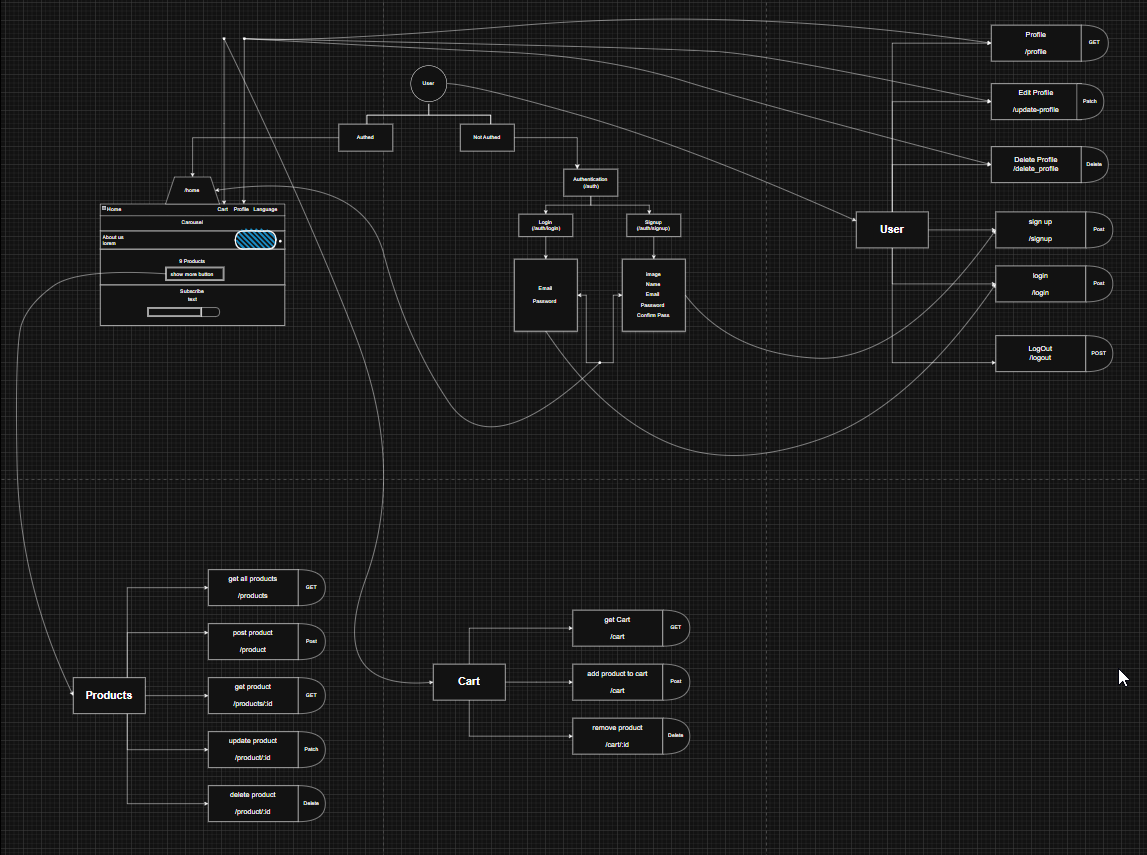 Profile
/profile
GET
Edit Profile
/update-profile
Patch
Delete Profile
/delete_profile
Delete
User
Authed
Not Authed
Authentication
(/auth)
/home
Home
Cart Profile Language
Carousel
About us
lorem
9 Products
show more button
Subscribe
text
Login
(/auth/login)
Signup
(/auth/signup)
Email
Password
Image
Name
Email
Password
Confirm Pass
User
sign up
/signup
Post
login
/login
Post
LogOut
/logout
POST
Products
get all products
/products
GET
post product
/product
Post
get product
/products/:id
GET
update product
/product/:id
Patch
delete product
/product/:id
Delete
Cart
get Cart
/cart
GET
add product to cart
/cart
Post
remove product
/cart/:id
Delete